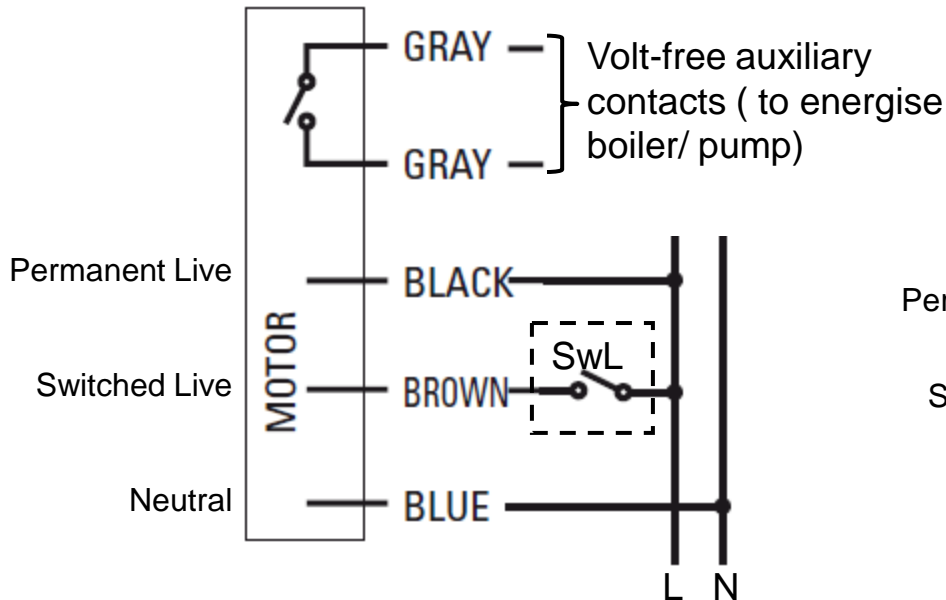 GRAY
Volt-free auxiliary
contacts ( to energise
boiler/ pump)
GRAY
Permanent Live
BLACK
Per
MOTOR
SwL
Switched Live
BROWN
S
Neutral
BLUE
L N